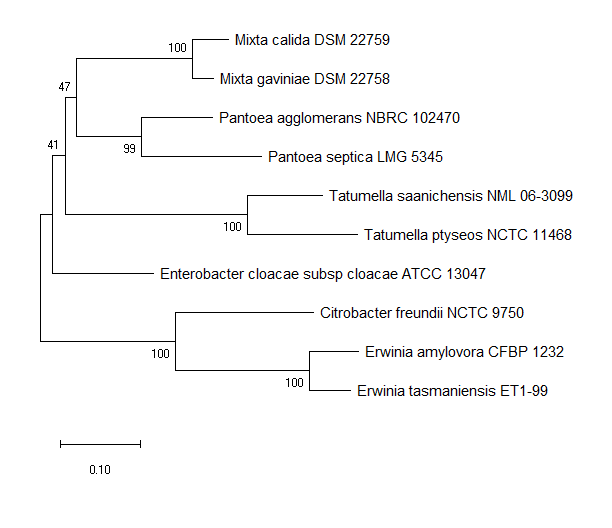 100
Mixta calida DSM 22759
Mixta gaviniae DSM 22758
47
Pantoea agglomerans NBRC 102470
99
Pantoea septica LMG 5345
41
Tatumella saanichensis NML 06-3099
100
Tatumella ptyseos NCTC 11468
Enterobacter cloacae subsp cloacae ATCC 13047
Citrobacter freundii NCTC 9750
100
Erwinia amylovora CFBP 1232
100
Erwinia tasmaniensis ET1-99
0.10